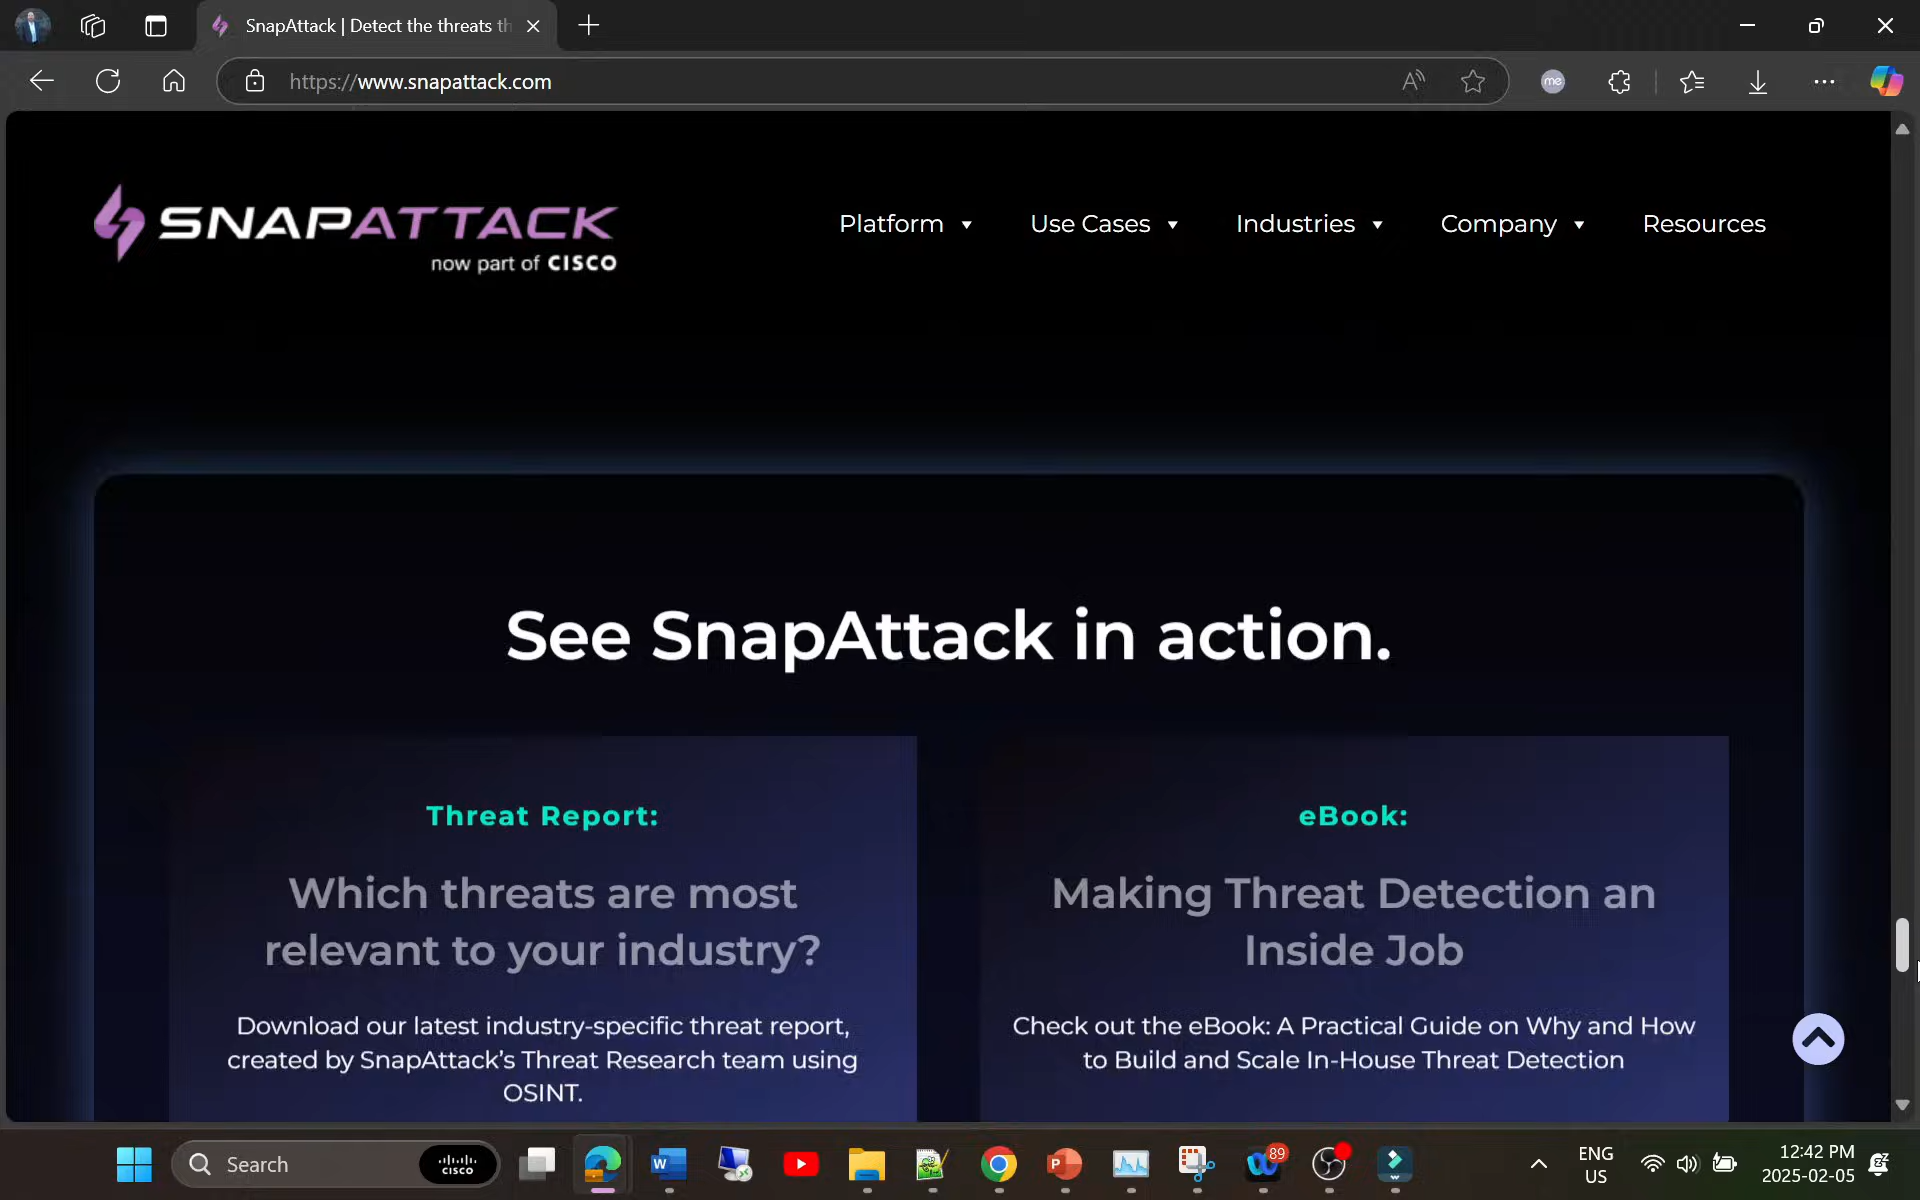 SnapAttack | Detect the threats th
https://www.snapattack.com
me
SNAPATTACK
now part of CISCO
Platform
Use Cases
Industries
Company
Resources
See SnapAttack in action.
Threat Report:
Which threats are most
relevant to your industry?
Download our latest industry-specific threat report,
created by SnapAttack’s Threat Research team using
OSINT.
eBook:
Making Threat Detection an
Inside Job
Check out the eBook: A Practical Guide on Why and How
to Build and Scale In-House Threat Detection
Search
CISCO
89
ENG
US
12:42 PM
2025-02-05